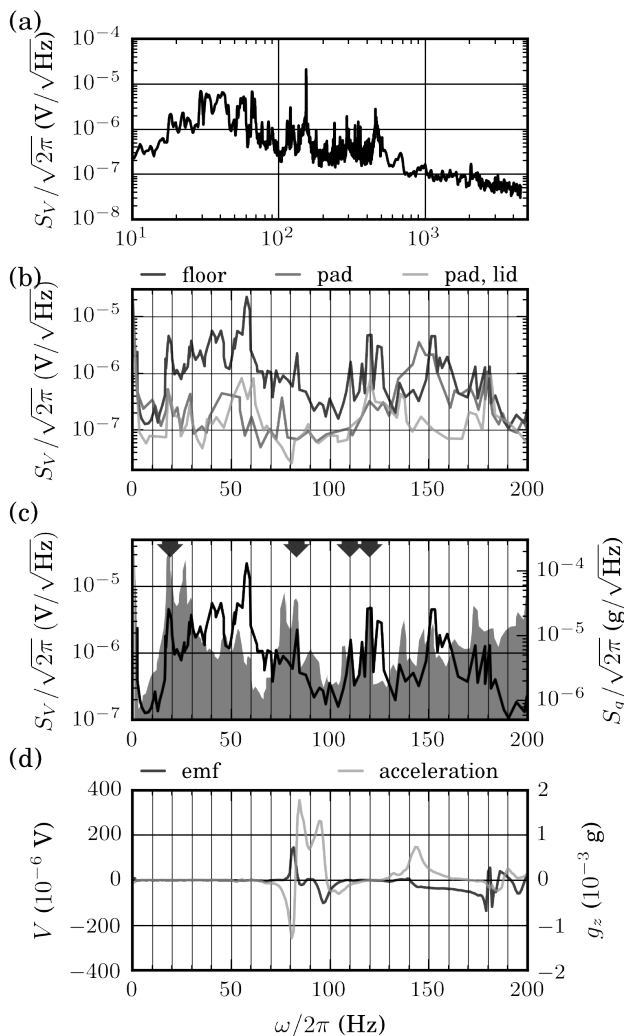 (a)
S_V/√2π (V/√Hz)
10^-4
10^-5
10^-6
10^-7
10^-8
10^1 10^2 10^3
(b)
floor pad pad, lid
S_V/√2π (V/√Hz)
10^-5
10^-6
10^-7
0 50 100 150 200
(c)
S_V/√2π (V/√Hz)
10^-5
10^-6
10^-7
10^-4
10^-5
10^-6
S_g/√2π (g/√Hz)
0 50 100 150 200
(d)
emf acceleration
V (10^-6 V)
400
200
0
-200
-400
2
1
0
-1
-2
g_z (10^-3 g)
0 50 100 150 200
ω/2π (Hz)